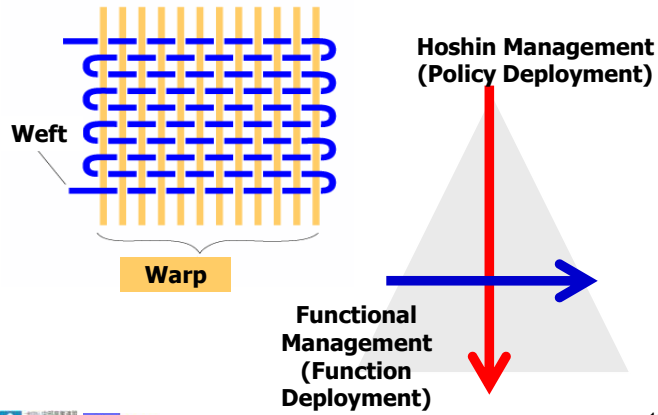 Hoshin Management
(Policy Deployment)
Weft
Warp
Functional
Management
(Function
Deployment)